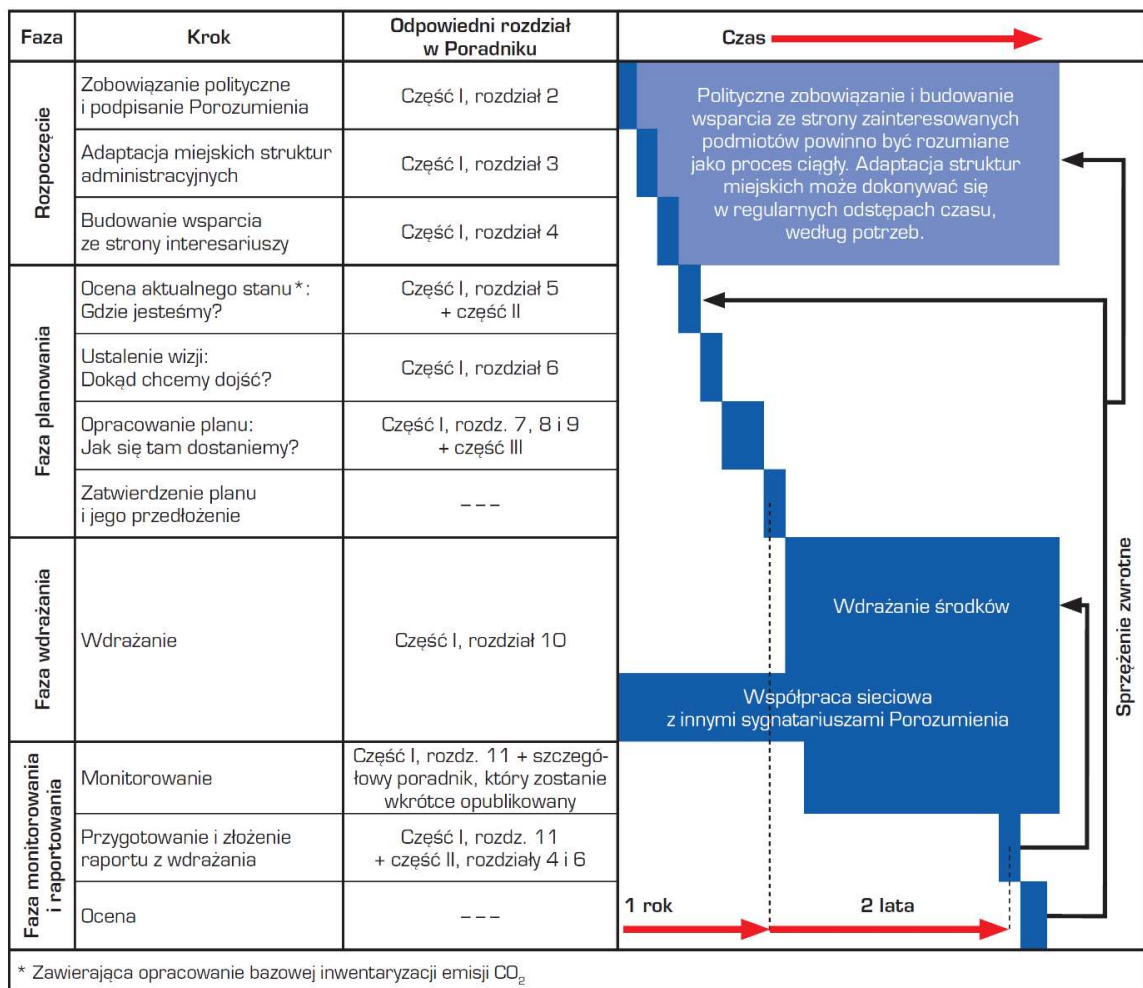 Faza
Krok
Odpowiedni rozdział
w Poradniku
Czas
Rozpoczęcie
Zobowiązanie polityczne
i podpisanie Porozumienia
Część I, rozdział 2
Adaptacja miejskich struktur
administracyjnych
Część I, rozdział 3
Budowanie wsparcia
ze strony interesariuszy
Część I, rozdział 4
Polityczne zobowiązanie i budowanie
wsparcia ze strony zainteresowanych
podmiotów powinno być rozumiane
jako proces ciągły. Adaptacja struktur
miejskich może dokonywać się
w regularnych odstępach czasu,
według potrzeb.
Faza planowania
Ocena aktualnego stanu*:
Gdzie jesteśmy?
Część I, rozdział 5
+ część II
Ustalenie wizji:
Dokąd chcemy dojść?
Część I, rozdział 6
Opracowanie planu:
Jak się tam dostaniemy?
Część I, rozdz. 7, 8 i 9
+ część III
Zatwierdzenie planu
i jego przedłożenie
– – –
Faza wdrażania
Wdrażanie
Część I, rozdział 10
Wdrażanie środków
Współpraca sieciowa
z innymi sygnatariuszami Porozumienia
Sprzężenie zwrotne
Faza monitorowania
i raportowania
Monitorowanie
Część I, rozdz. 11 + szczegó-
łowy poradnik, który zostanie
wkrótce opublikowany
Przygotowanie i złożenie
raportu z wdrażania
Część I, rozdz. 11
+ część II, rozdziały 4 i 6
Ocena
– – –
1 rok
2 lata
* Zawierająca opracowanie bazowej inwentaryzacji emisji CO₂